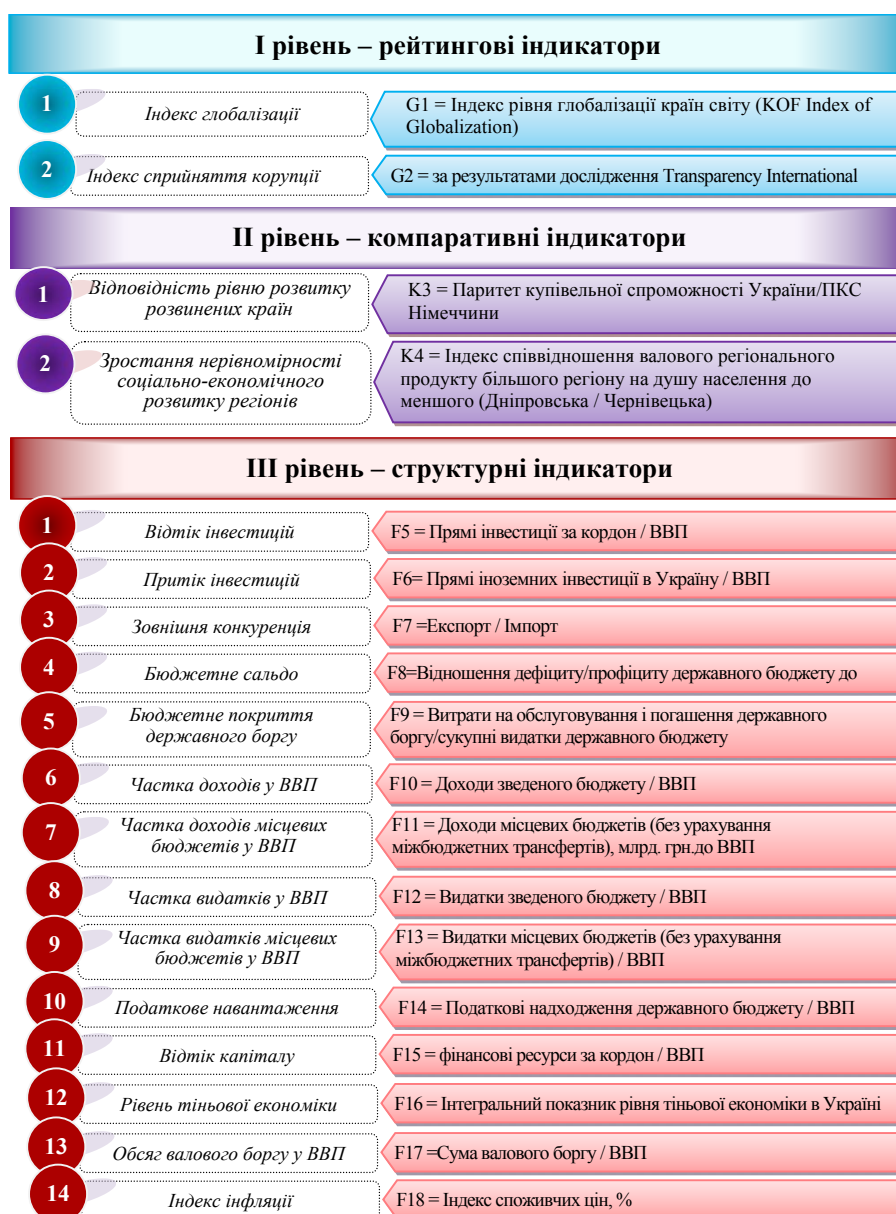 І рівень – рейтингові індикатори
1
Індекс глобалізації
G1 = Індекс рівня глобалізації країн світу (KOF Index of
Globalization)
2
Індекс сприйняття корупції
G2 = за результатами дослідження Transparency International
ІІ рівень – компаративні індикатори
1
Відповідність рівню розвитку
розвинених країн
K3 = Паритет купівельної спроможності України/ПКС
Німеччини
2
Зростання нерівномірності
соціально-економічного
розвитку регіонів
K4 = Індекс співвідношення валового регіонального
продукту більшого регіону на душу населення до
меншого (Дніпровська / Чернівецька)
ІІІ рівень – структурні індикатори
1
Відтік інвестицій
F5 = Прямі інвестиції за кордон / ВВП
2
Притік інвестицій
F6= Прямі іноземних інвестиції в Україну / ВВП
3
Зовнішня конкуренція
F7 =Експорт / Імпорт
4
Бюджетне сальдо
F8=Відношення дефіциту/профіциту державного бюджету до
5
Бюджетне покриття
державного боргу
F9 = Витрати на обслуговування і погашення державного
боргу/сукупні видатки державного бюджету
6
Частка доходів у ВВП
F10 = Доходи зведеного бюджету / ВВП
7
Частка доходів місцевих
бюджетів у ВВП
F11 = Доходи місцевих бюджетів (без урахування
міжбюджетних трансфертів), млрд. грн.до ВВП
8
Частка видатків у ВВП
F12 = Видатки зведеного бюджету / ВВП
9
Частка видатків місцевих
бюджетів у ВВП
F13 = Видатки місцевих бюджетів (без урахування
міжбюджетних трансфертів) / ВВП
10
Податкове навантаження
F14 = Податкові надходження державного бюджету / ВВП
11
Відтік капіталу
F15 = фінансові ресурси за кордон / ВВП
12
Рівень тіньової економіки
F16 = Інтегральний показник рівня тіньової економіки в Україні
13
Обсяг валового боргу у ВВП
F17 =Сума валового боргу / ВВП
14
Індекс інфляції
F18 = Індекс споживчих цін, %